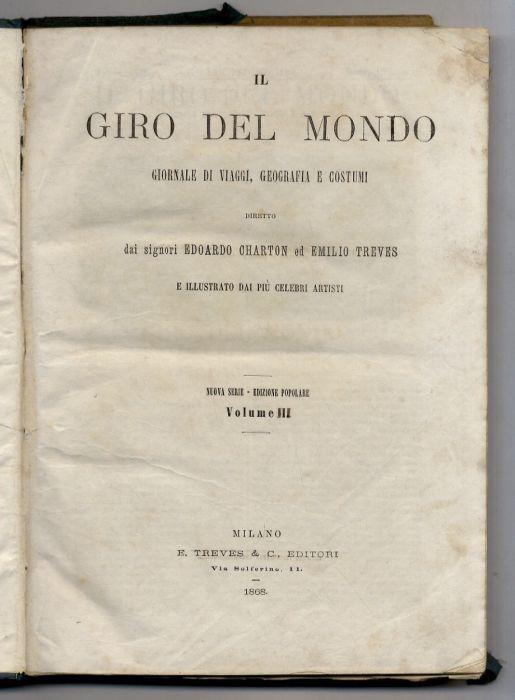 IL
GIRO DEL MONDO
GIORNALE DI VIAGGI, GEOGRAFIA E COSTUMI
DIRETTO
dai signori EDOARDO CHARTON ed EMILIO TREVES
E ILLUSTRATO DAI PIÙ CELEBRI ARTISTI
NUOVA SERIE - EDIZIONE POPOLARE
Volume III
MILANO
E. TREVES & C., EDITORI
Via Solferino, 11.
1868.